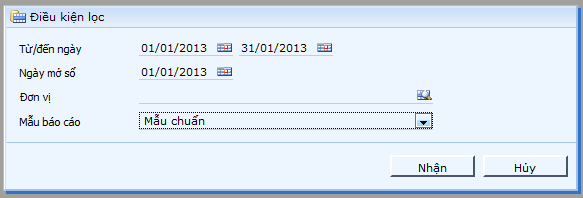 Điều kiện lọc
Từ/đến ngày 01/01/2013 31/01/2013
Ngày mở sổ 01/01/2013
Đơn vị
Mẫu báo cáo Mẫu chuẩn
Nhận Hủy